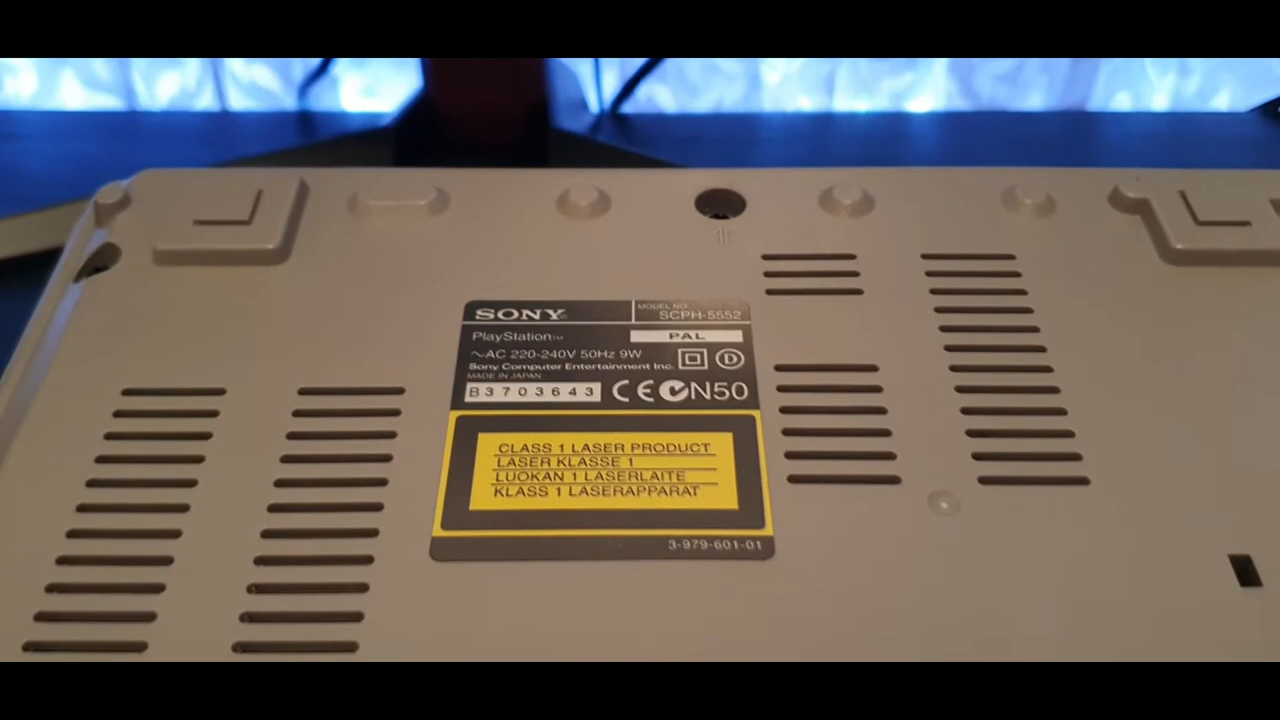 SONY®
MODEL NO.
SCPH-5552
PlayStation™
PAL
~AC 220-240V 50Hz 9W
D
Sony Computer Entertainment Inc.
MADE IN JAPAN
B3703643
CE N50
CLASS 1 LASER PRODUCT
LASER KLASSE 1
LUOKAN 1 LASERLAITE
KLASS 1 LASERAPPARAT
3-979-601-01